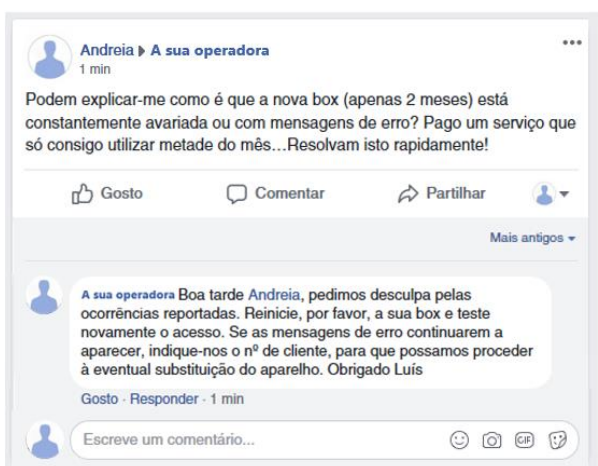 Andreia ▸ A sua operadora
1 min
Podem explicar-me como é que a nova box (apenas 2 meses) está
constantemente avariada ou com mensagens de erro? Pago um serviço que
só consigo utilizar metade do mês...Resolvam isto rapidamente!
Gosto Comentar Partilhar
Mais antigos
A sua operadora Boa tarde Andreia, pedimos desculpa pelas
ocorrências reportadas. Reinicie, por favor, a sua box e teste
novamente o acesso. Se as mensagens de erro continuarem a
aparecer, indique-nos o nº de cliente, para que possamos proceder
à eventual substituição do aparelho. Obrigado Luís
Gosto · Responder · 1 min
Escreve um comentário...
GIF